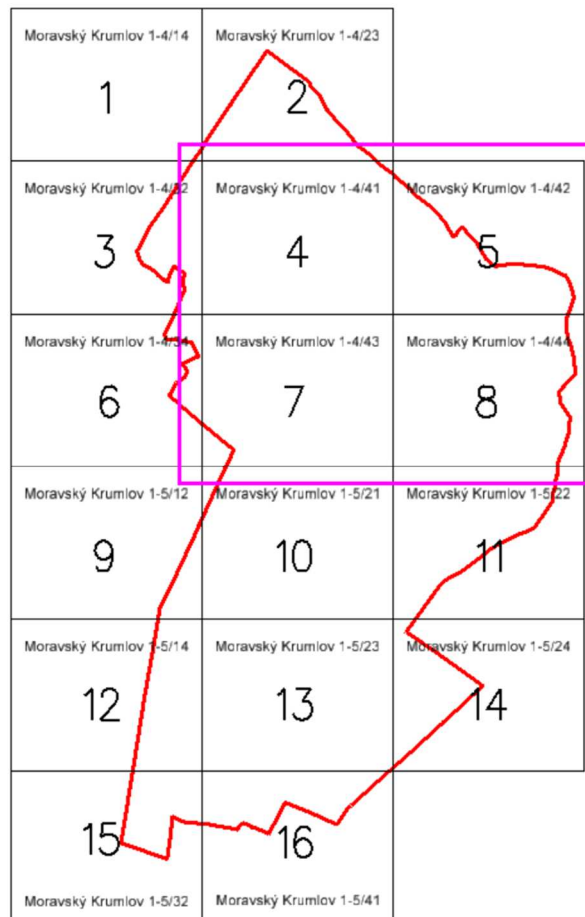 Moravský Krumlov 1-4/14
Moravský Krumlov 1-4/23
1
2
Moravský Krumlov 1-4/32
Moravský Krumlov 1-4/41
Moravský Krumlov 1-4/42
3
4
5
Moravský Krumlov 1-4/34
Moravský Krumlov 1-4/43
Moravský Krumlov 1-4/44
6
7
8
Moravský Krumlov 1-5/12
Moravský Krumlov 1-5/21
Moravský Krumlov 1-5/22
9
10
11
Moravský Krumlov 1-5/14
Moravský Krumlov 1-5/23
Moravský Krumlov 1-5/24
12
13
14
15
16
Moravský Krumlov 1-5/32
Moravský Krumlov 1-5/41